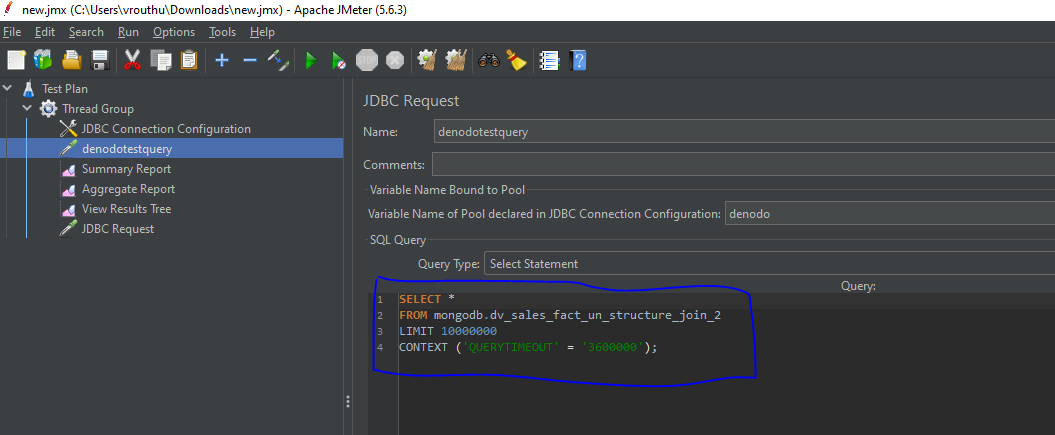 new.jmx (C:\Users\vrouthu\Downloads\new.jmx) - Apache JMeter (5.6.3)
File Edit Search Run Options Tools Help
Test Plan
Thread Group
JDBC Connection Configuration
denodotestquery
Summary Report
Aggregate Report
View Results Tree
JDBC Request
JDBC Request
Name: denodotestquery
Comments:
Variable Name Bound to Pool
Variable Name of Pool declared in JDBC Connection Configuration: denodo
SQL Query
Query Type: Select Statement
Query:
1 SELECT *
2 FROM mongodb.dv_sales_fact_un_structure_join_2
3 LIMIT 10000000
4 CONTEXT ('QUERYTIMEOUT' = '3600000');